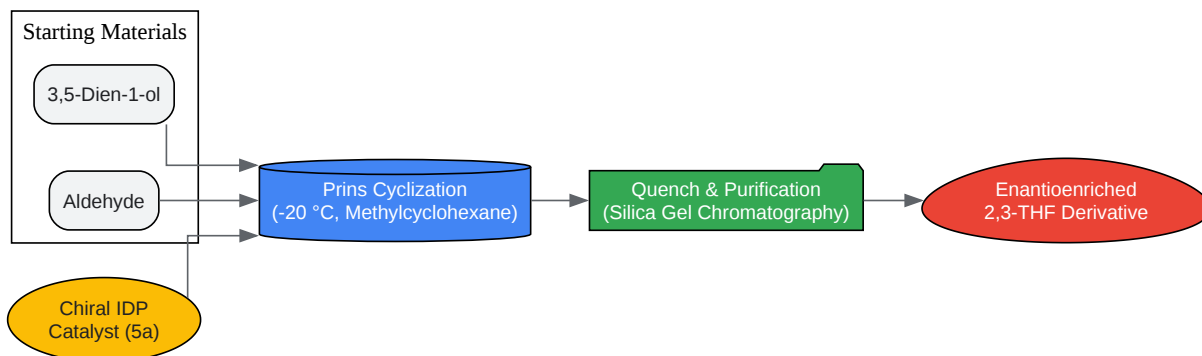 Starting Materials
3,5-Dien-1-ol
Aldehyde
Chiral IDP
Catalyst (5a)
Prins Cyclization
(-20 °C, Methylcyclohexane)
Quench & Purification
(Silica Gel Chromatography)
Enantioenriched
2,3-THF Derivative